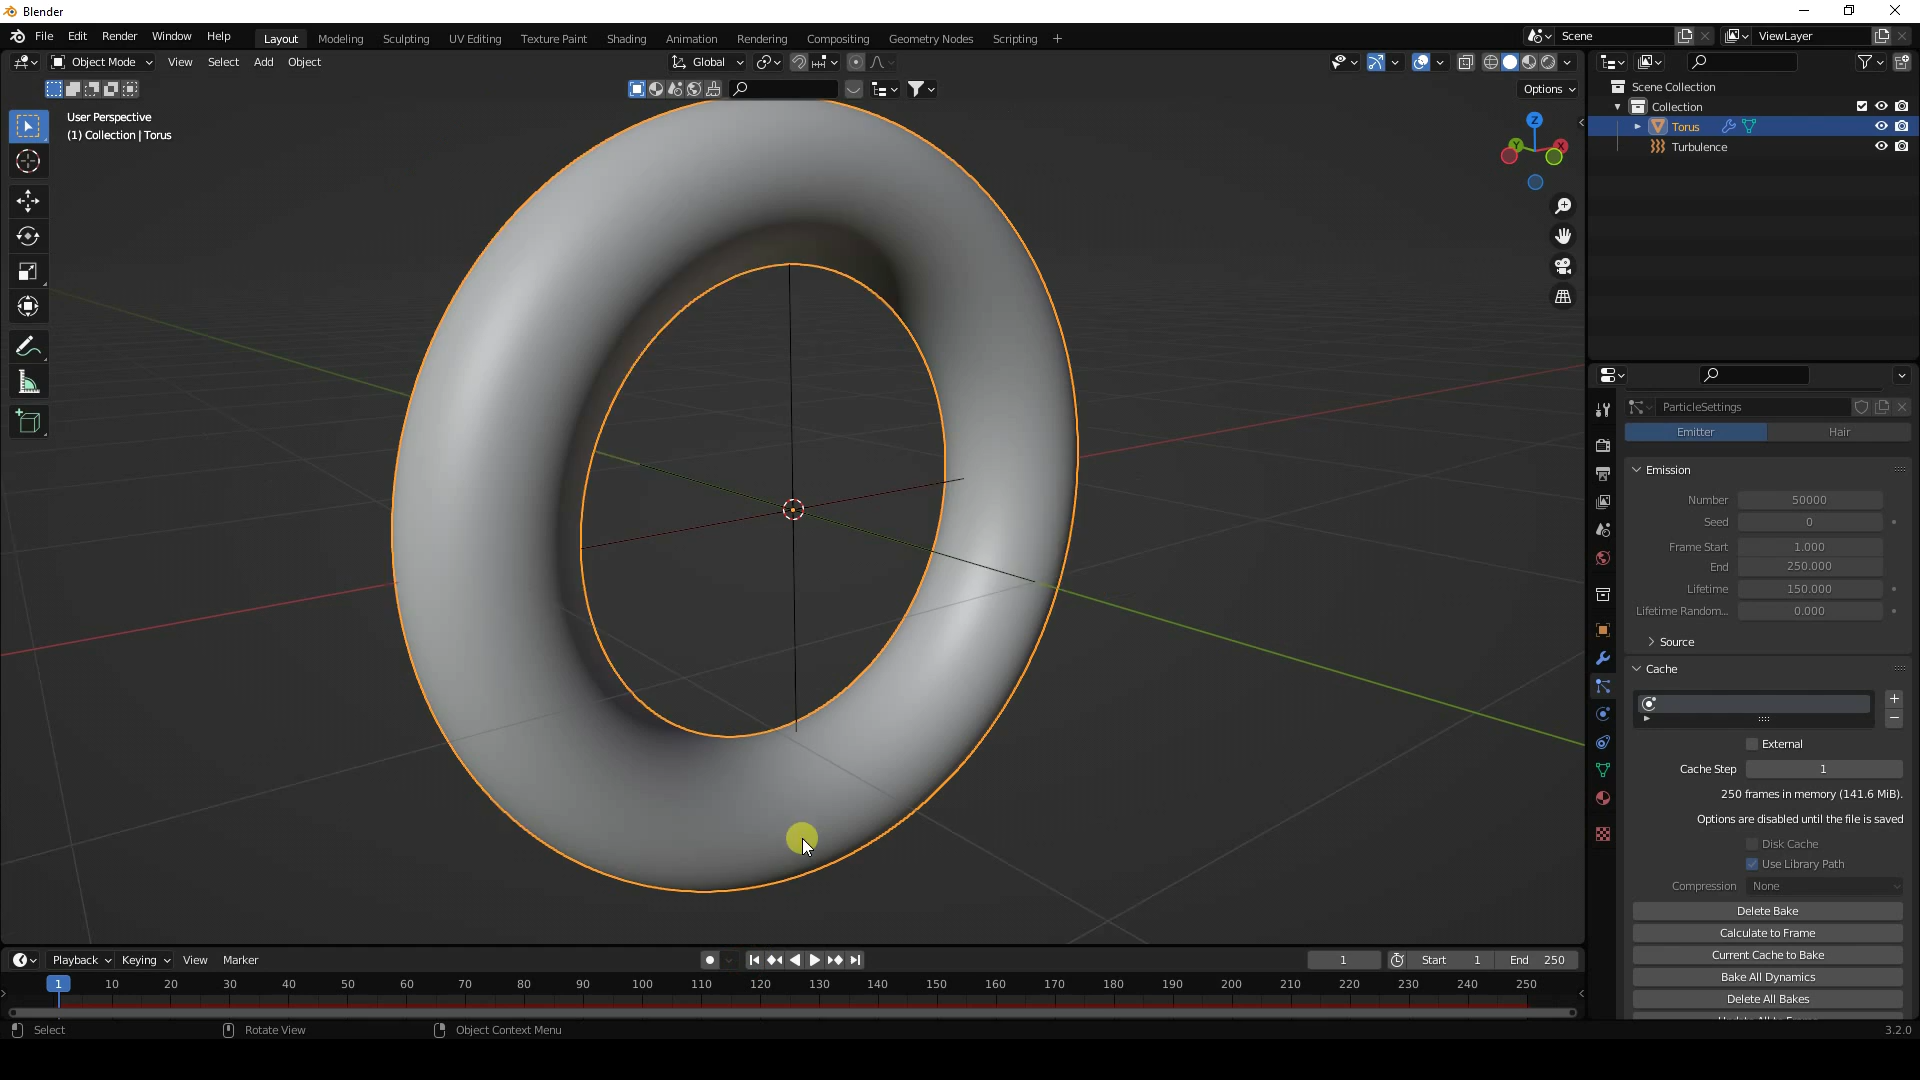 Blender
File Edit Render Window Help
Layout Modeling Sculpting UV Editing Texture Paint Shading Animation Rendering Compositing Geometry Nodes Scripting +
Scene
ViewLayer
Object Mode View Select Add Object
Global
Options
User Perspective
(1) Collection | Torus
Z
Y
X
Scene Collection
Collection
Torus
Turbulence
ParticleSettings
Emitter Hair
Emission
Number 50000
Seed 0
Frame Start 1.000
End 250.000
Lifetime 150.000
Lifetime Random... 0.000
Source
Cache
External
Cache Step 1
250 frames in memory (141.6 MiB).
Options are disabled until the file is saved
Disk Cache
Use Library Path
Compression None
Delete Bake
Calculate to Frame
Current Cache to Bake
Bake All Dynamics
Delete All Bakes
Playback Keying View Marker
1 Start 1 End 250
1 10 20 30 40 50 60 70 80 90 100 110 120 130 140 150 160 170 180 190 200 210 220 230 240 250
Select Rotate View Object Context Menu
3.2.0